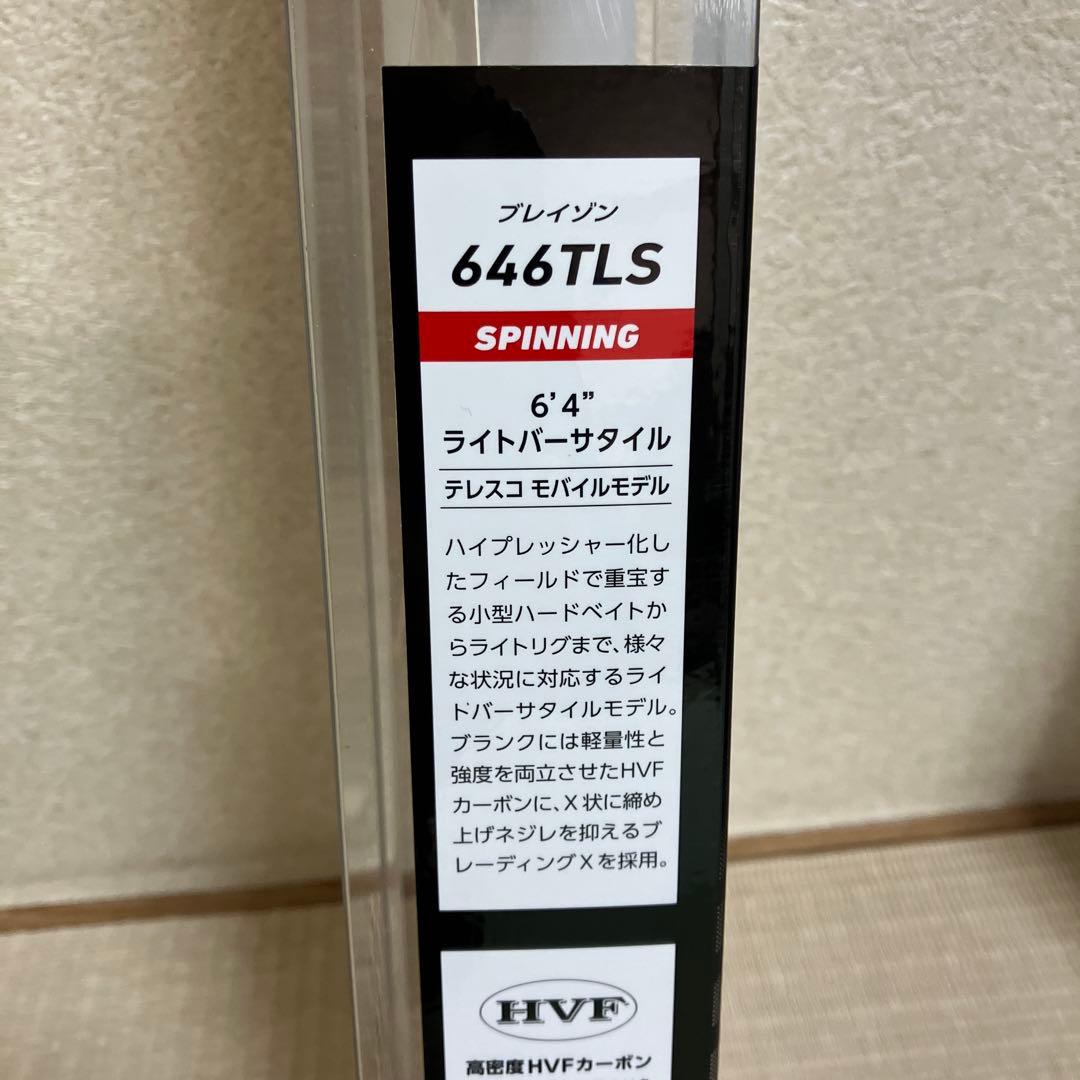 ブレイゾン
646TLS
SPINNING
6’4”
ライトバーサタイル
テレスコ モバイルモデル
ハイプレッシャー化し
たフィールドで重宝す
る小型ハードベイトか
らライトリグまで、様々
な状況に対応するライ
ドバーサタイルモデル。
ブランクには軽量性と
強度を両立させたHVF
カーボンに、X状に締め
上げネジレを抑えるブ
レーディングXを採用。
HVF
高密度HVFカーボン